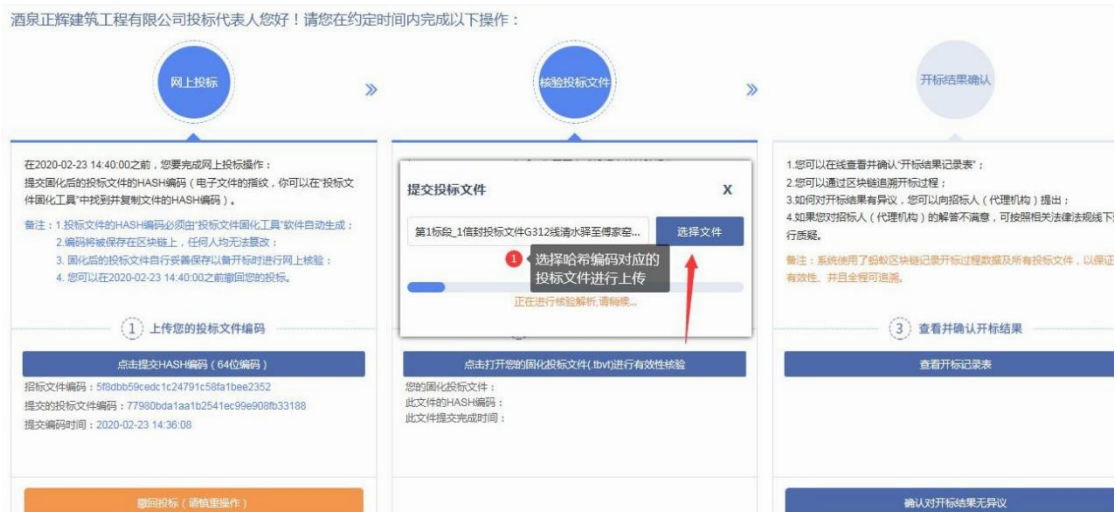 酒泉正辉建筑工程有限公司投标代表人您好！请您在约定时间内完成以下操作：
网上投标
在2020-02-23 14:40:00之前，您要完成网上投标操作：
提交固化后的投标文件的HASH编码（电子文件的指纹，你可以在"投标文
件固化工具"中找到并复制文件的HASH编码）。
备注：1.投标文件的HASH编码必须由"投标文件固化工具"软件自动生成；
2.编码将被保存在区块链上，任何人均无法篡改；
3. 固化后的投标文件自行妥善保存以备开标时进行网上核验；
4. 您可以在2020-02-23 14:40:00之前撤回您的投标。
1 上传您的投标文件编码
点击提交HASH编码（64位编码）
招标文件编码：5f8dbb59cedc1c24791c58fa1bee2352
提交的投标文件编码：77980bda1aa1b2541ec99e908fb33188
提交编码时间：2020-02-23 14:36:08
撤回投标（请慎重操作）
核验投标文件
提交投标文件
X
第1标段_1信封投标文件G312线清水驿至傅家窑...
选择文件
1 选择哈希编码对应的
投标文件进行上传
正在进行核验解析,请稍候...
点击打开您的固化投标文件(.tbvt)进行有效性核验
您的固化投标文件：
此文件的HASH编码：
此文件提交完成时间：
开标结果确认
1.您可以在线查看并确认"开标结果记录表"；
2.您可以通过区块链追溯开标过程；
3.如何对开标结果有异议，您可以向招标人（代理机构）提出；
4.如果您对招标人（代理机构）的解答不满意，可按照相关法律法规线下
行质疑。
备注：系统使用了蚂蚁区块链记录开标过程数据及所有投标文件，以保证
有效性、并且全程可追溯。
3 查看并确认开标结果
查看开标记录表
确认对开标结果无异议